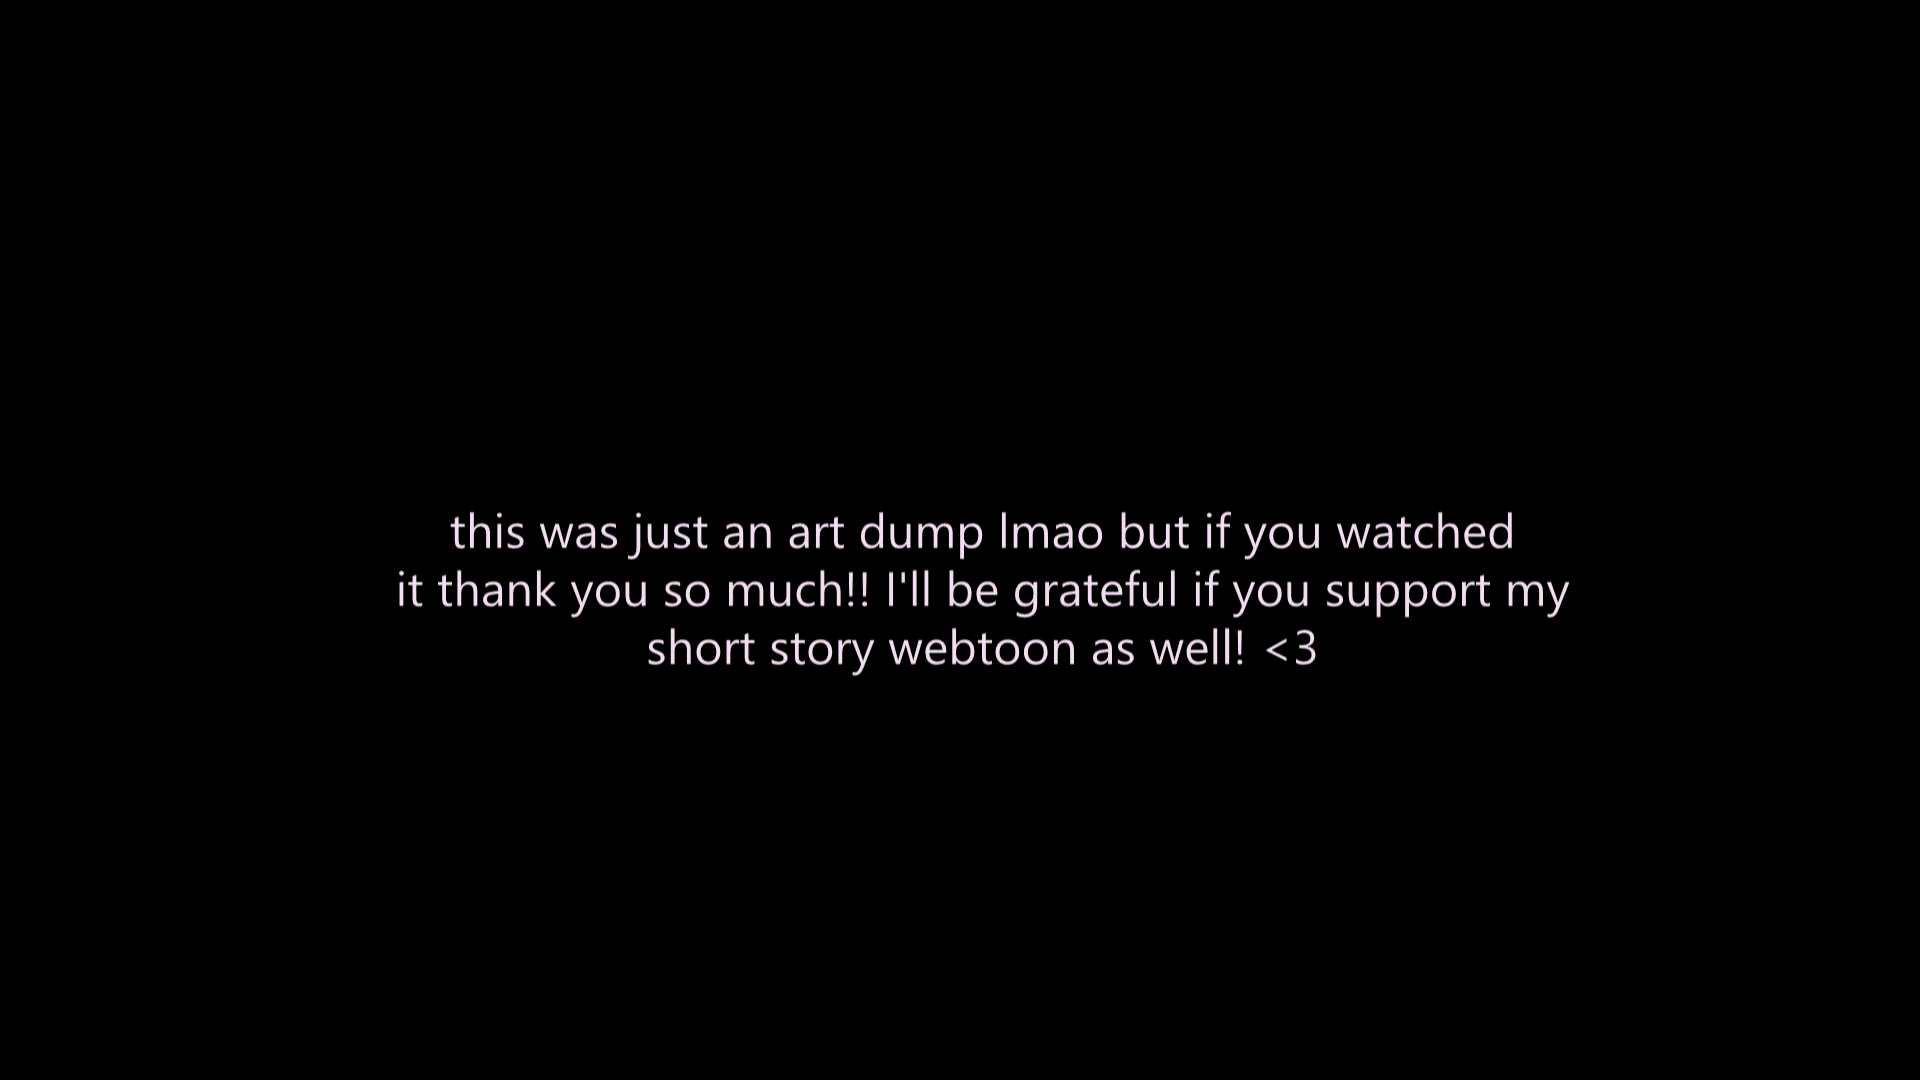 this was just an art dump lmao but if you watched
it thank you so much!! I'll be grateful if you support my
short story webtoon as well! <3